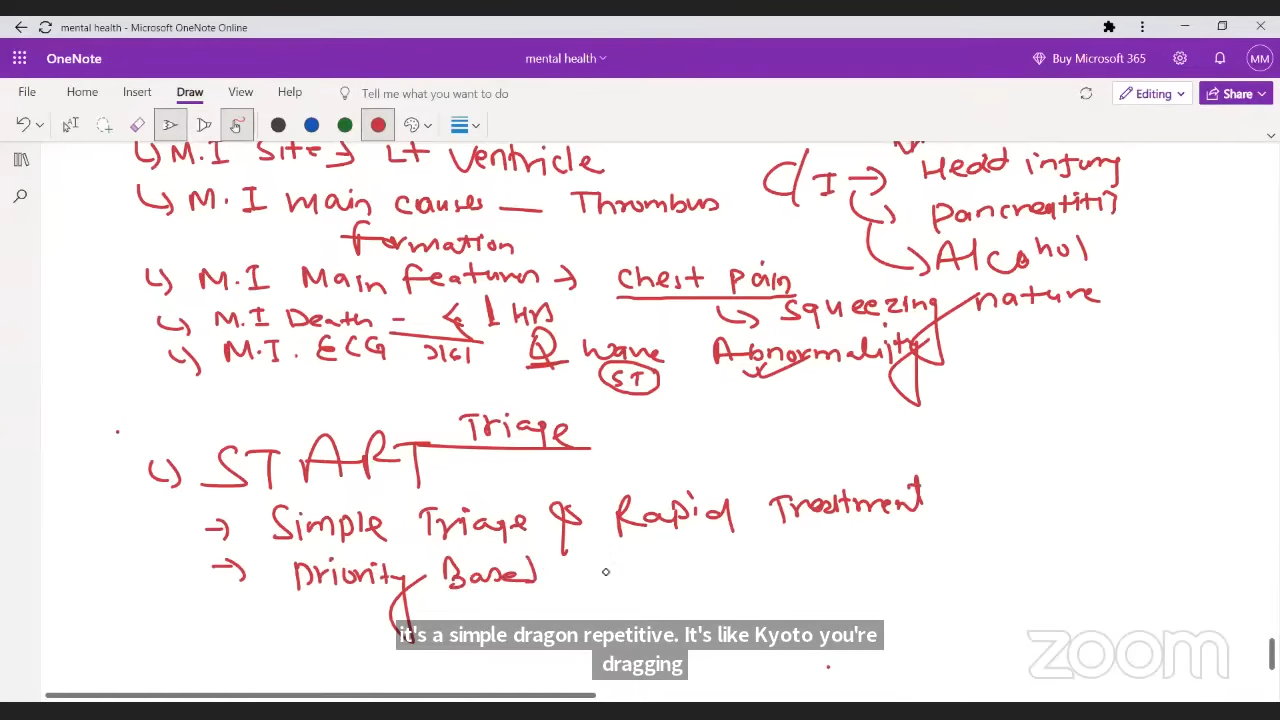 mental health - Microsoft OneNote Online
OneNote
mental health
Buy Microsoft 365
MM
File Home Insert Draw View Help Tell me what you want to do
Editing
Share
M.I Site → Lt ventricle
M.I main causes — Thrombus
formation
M.I Main features → chest pain
squeezing nature
M.I Death - < 1 Hrs
M.I. ECG Q wave Abnormality
ST
C/I → Head injury
Pancreatitis
Alcohol
START Triage
→ Simple Triage & Rapid Treatment
→ Priority Based
it's a simple dragon repetitive. It's like Kyoto you're
dragging
zoom